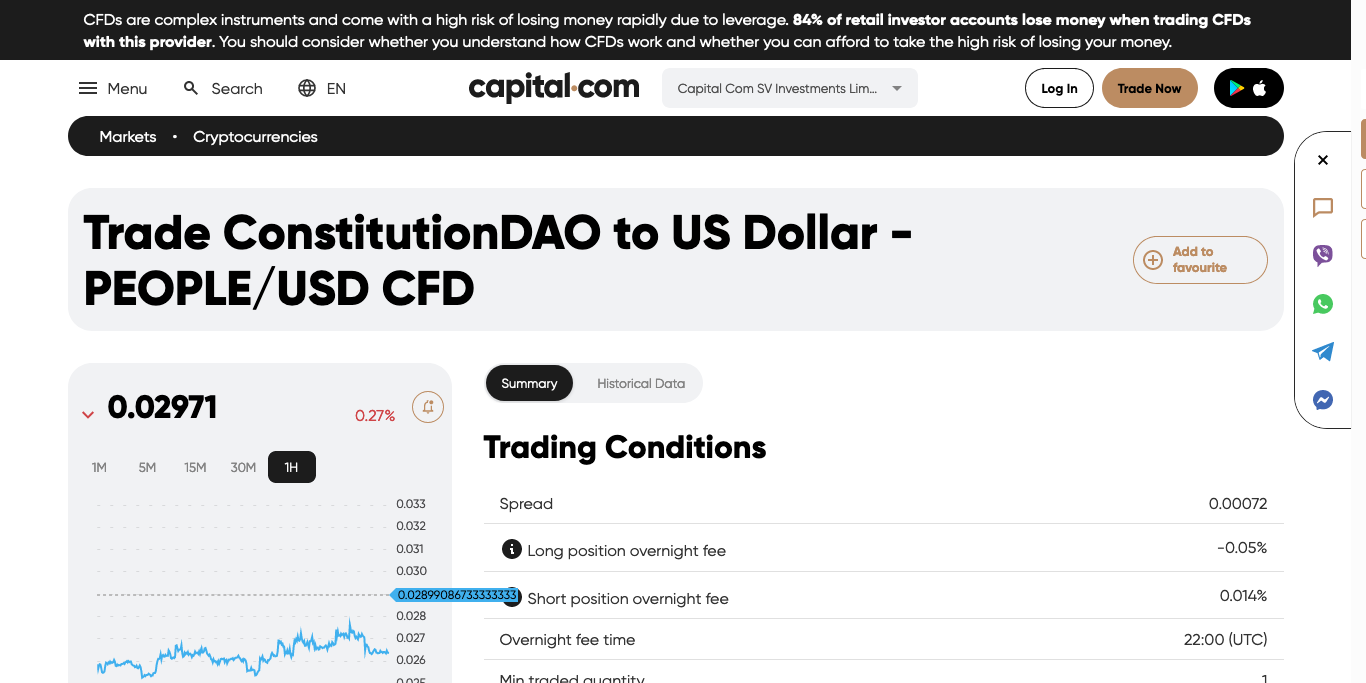 CFDs are complex instruments and come with a high risk of losing money rapidly due to leverage. 84% of retail investor accounts lose money when trading CFDs
with this provider. You should consider whether you understand how CFDs work and whether you can afford to take the high risk of losing your money.
Menu Search EN capital.com Capital Com SV Investments Lim... Log In Trade Now
Markets • Cryptocurrencies
Trade ConstitutionDAO to US Dollar -
PEOPLE/USD CFD
Add to
favourite
0.02971
0.27%
1M 5M 15M 30M 1H
0.033
0.032
0.031
0.030
0.02899086733333333
0.028
0.027
0.026
0.025
Summary Historical Data
Trading Conditions
Spread 0.00072
Long position overnight fee -0.05%
Short position overnight fee 0.014%
Overnight fee time 22:00 (UTC)
Min traded quantity 1